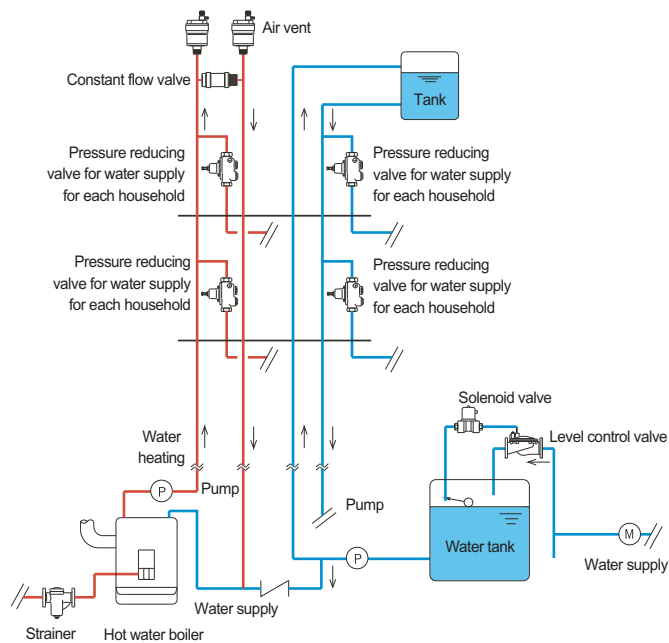 Air vent
Constant flow valve
Tank
Pressure reducing
valve for water supply
for each household
Pressure reducing
valve for water supply
for each household
Pressure reducing
valve for water supply
for each household
Pressure reducing
valve for water supply
for each household
Solenoid valve
Level control valve
Water
heating
P
Pump
Pump
Water tank
P
M
Water supply
Water supply
Strainer
Hot water boiler